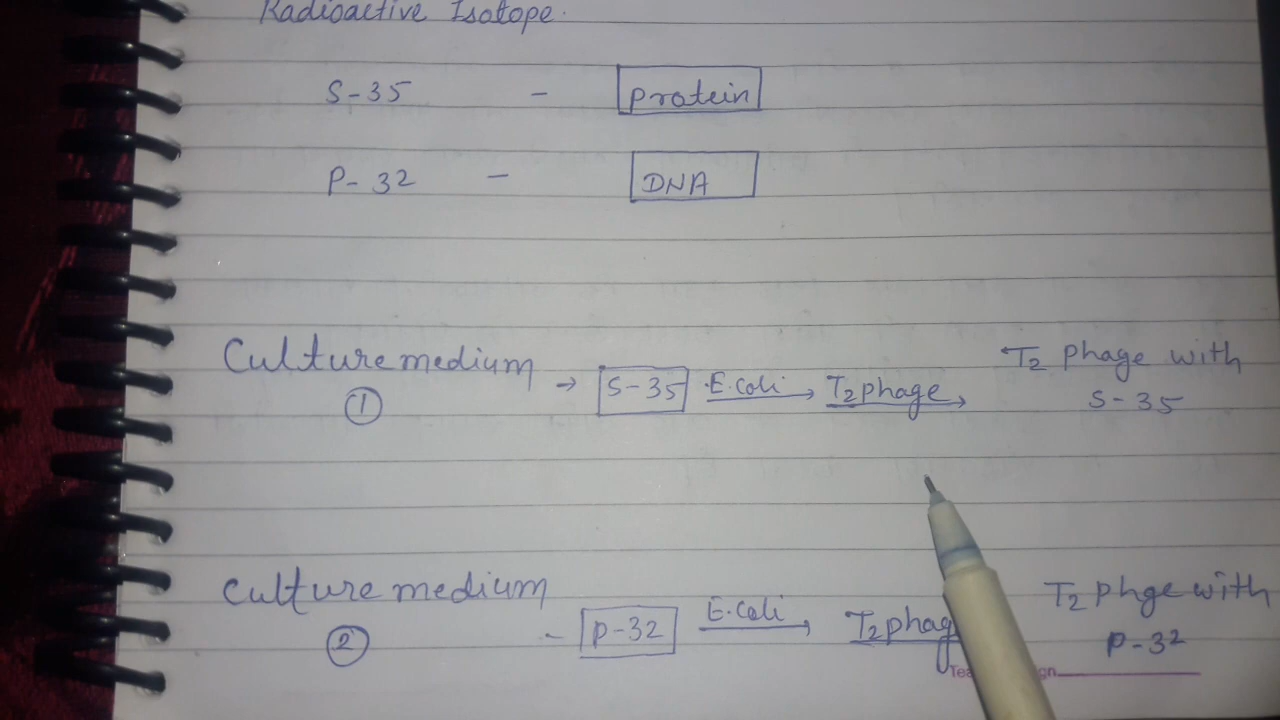 Radioactive Isotope.
S-35 - Protein
P-32 - DNA
Culture medium ① → S-35 E.coli → T2 phage → T2 phage with S-35
Culture medium ② - P-32 E.coli → T2 phag T2 phge with P-32